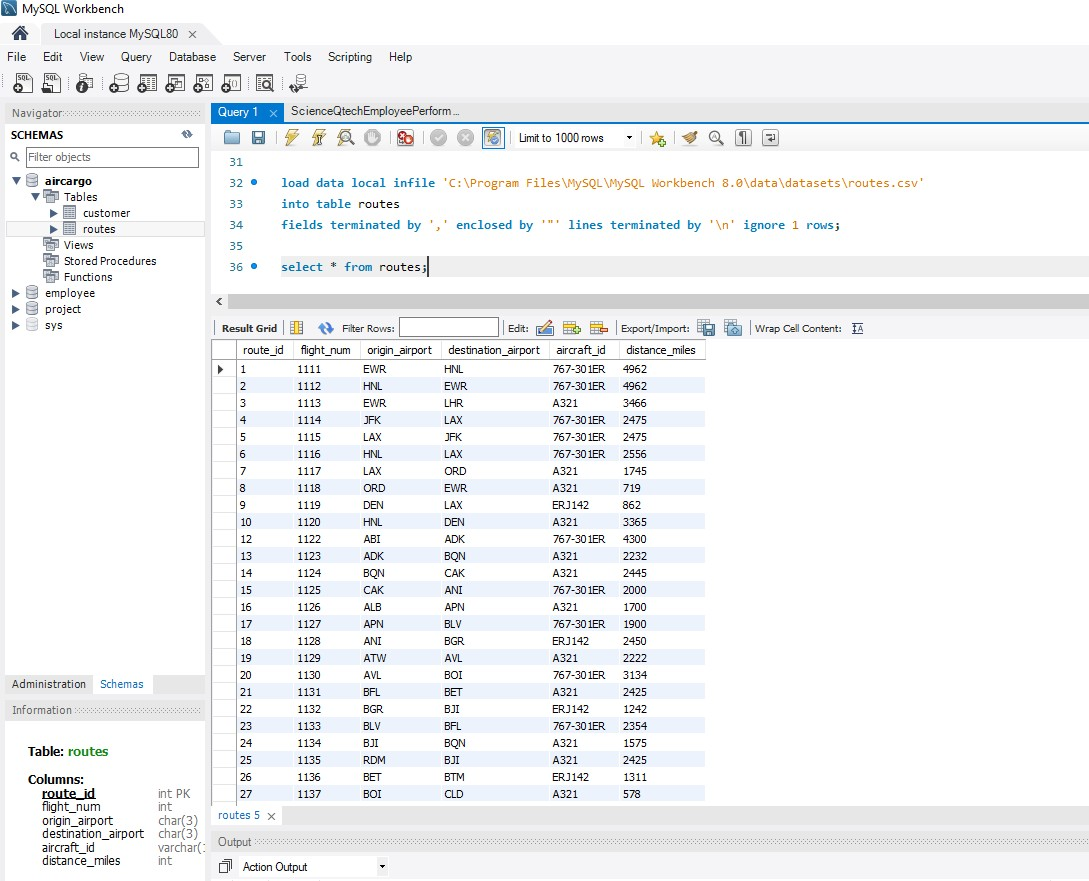 MySQL Workbench
Local instance MySQL80
File Edit View Query Database Server Tools Scripting Help
Navigator
SCHEMAS
Filter objects
aircargo
Tables
customer
routes
Views
Stored Procedures
Functions
employee
project
sys
Administration Schemas
Information
Table: routes
Columns:
route_id int PK
flight_num int
origin_airport char(3)
destination_airport char(3)
aircraft_id varchar(
distance_miles int
Query 1 ScienceQtechEmployeePerform...
Limit to 1000 rows
31
32 load data local infile 'C:\Program Files\MySQL\MySQL Workbench 8.0\data\datasets\routes.csv'
33 into table routes
34 fields terminated by ',' enclosed by '"' lines terminated by '\n' ignore 1 rows;
35
36 select * from routes;
Result Grid Filter Rows: Edit: Export/Import: Wrap Cell Content:
route_id flight_num origin_airport destination_airport aircraft_id distance_miles
1 1111 EWR HNL 767-301ER 4962
2 1112 HNL EWR 767-301ER 4962
3 1113 EWR LHR A321 3466
4 1114 JFK LAX 767-301ER 2475
5 1115 LAX JFK 767-301ER 2475
6 1116 HNL LAX 767-301ER 2556
7 1117 LAX ORD A321 1745
8 1118 ORD EWR A321 719
9 1119 DEN LAX ERJ142 862
10 1120 HNL DEN A321 3365
12 1122 ABI ADK 767-301ER 4300
13 1123 ADK BQN A321 2232
14 1124 BQN CAK A321 2445
15 1125 CAK ANI 767-301ER 2000
16 1126 ALB APN A321 1700
17 1127 APN BLV 767-301ER 1900
18 1128 ANI BGR ERJ142 2450
19 1129 ATW AVL A321 2222
20 1130 AVL BOI 767-301ER 3134
21 1131 BFL BET A321 2425
22 1132 BGR BJI ERJ142 1242
23 1133 BLV BFL 767-301ER 2354
24 1134 BJI BQN A321 1575
25 1135 RDM BJI A321 2425
26 1136 BET BTM ERJ142 1311
27 1137 BOI CLD A321 578
routes 5
Output
Action Output